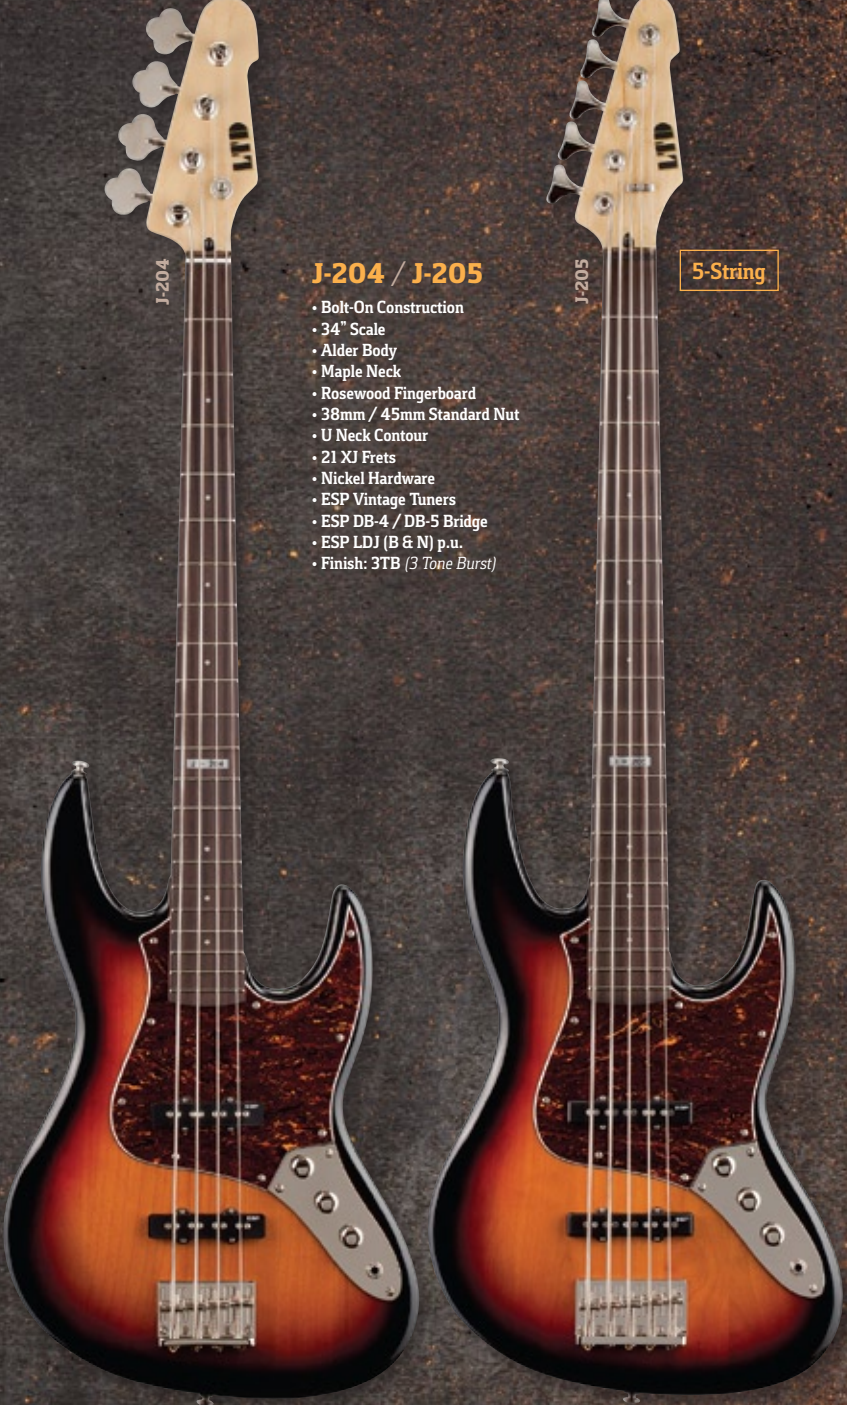 LTD
LTD
J-204
J-204 / J-205
• Bolt-On Construction
• 34" Scale
• Alder Body
• Maple Neck
• Rosewood Fingerboard
• 38mm / 45mm Standard Nut
• U Neck Contour
• 21 XJ Frets
• Nickel Hardware
• ESP Vintage Tuners
• ESP DB-4 / DB-5 Bridge
• ESP LDJ (B & N) p.u.
• Finish: 3TB (3 Tone Burst)
J-205
5-String